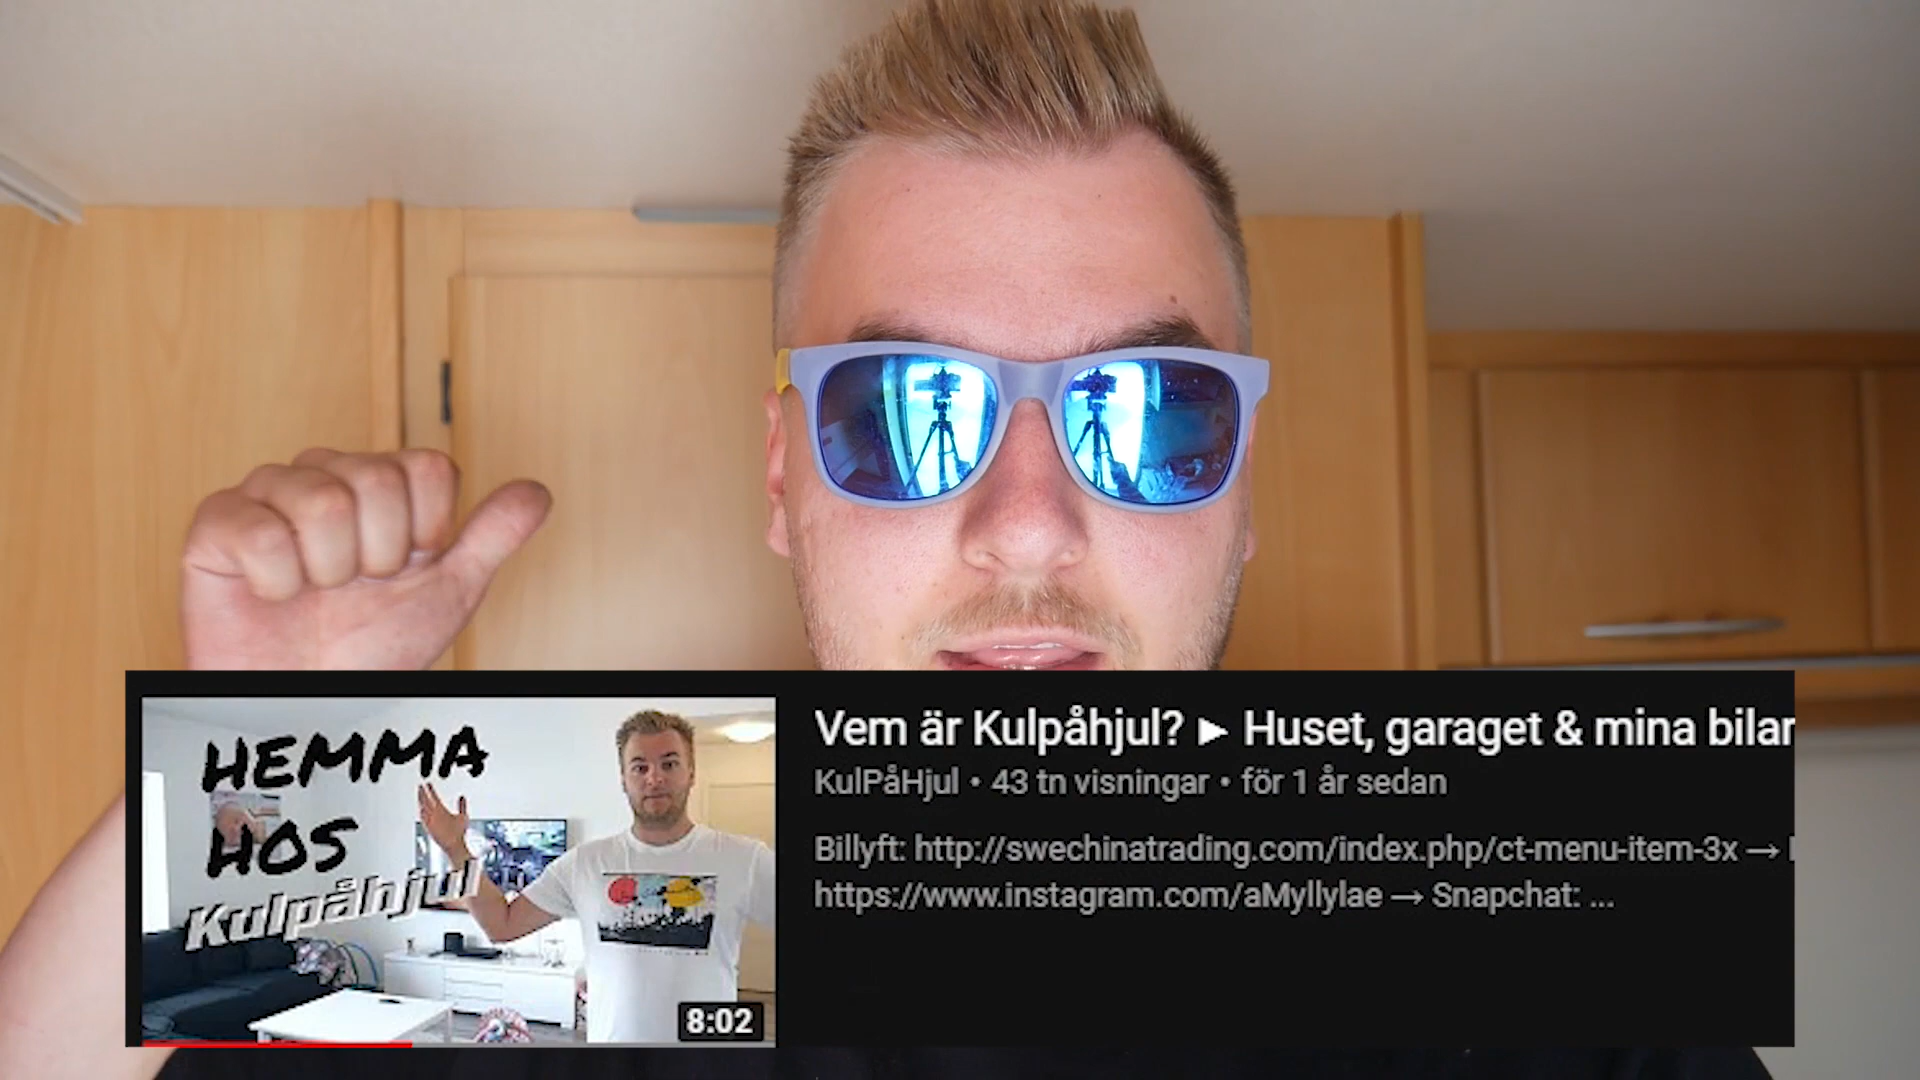 HEMMA
HOS
Kulpåhjul
8:02
Vem är Kulpåhjul? ► Huset, garaget & mina bilar
KulPåHjul • 43 tn visningar • för 1 år sedan
Billyft: http://swechinatrading.com/index.php/ct-menu-item-3x →
https://www.instagram.com/aMyllylae → Snapchat: ...